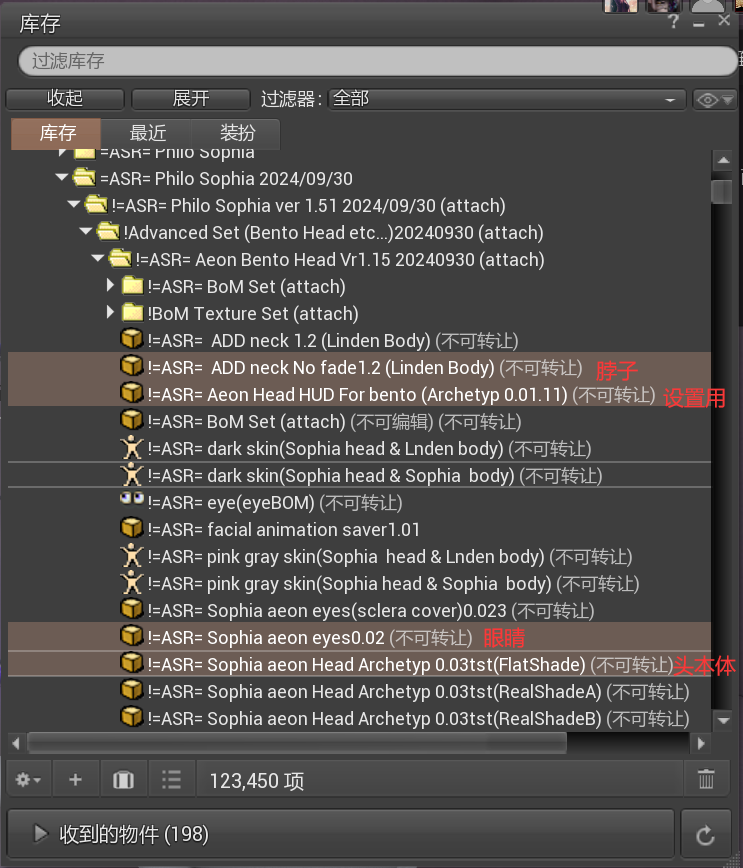 库存
?
过滤库存
收起 展开 过滤器: 全部
库存 最近 装扮
=ASR= Philo Sophia
=ASR= Philo Sophia 2024/09/30
!=ASR= Philo Sophia ver 1.51 2024/09/30 (attach)
!Advanced Set (Bento Head etc...)20240930 (attach)
!=ASR= Aeon Bento Head Vr1.15 20240930 (attach)
!=ASR= BoM Set (attach)
!BoM Texture Set (attach)
!=ASR=  ADD neck 1.2 (Linden Body) (不可转让)
!=ASR=  ADD neck No fade1.2 (Linden Body) (不可转让) 脖子
!=ASR= Aeon Head HUD For bento (Archetyp 0.01.11) (不可转让) 设置用
!=ASR= BoM Set (attach) (不可编辑) (不可转让)
!=ASR= dark skin(Sophia head & Lnden body) (不可转让)
!=ASR= dark skin(Sophia head & Sophia  body) (不可转让)
!=ASR= eye(eyeBOM) (不可转让)
!=ASR= facial animation saver1.01
!=ASR= pink gray skin(Sophia  head & Lnden body) (不可转让)
!=ASR= pink gray skin(Sophia head & Sophia  body) (不可转让)
!=ASR= Sophia aeon eyes(sclera cover)0.023 (不可转让)
!=ASR= Sophia aeon eyes0.02 (不可转让) 眼睛
!=ASR= Sophia aeon Head Archetyp 0.03tst(FlatShade) (不可转让)头本体
!=ASR= Sophia aeon Head Archetyp 0.03tst(RealShadeA) (不可转让)
!=ASR= Sophia aeon Head Archetyp 0.03tst(RealShadeB) (不可转让)
123,450 项
收到的物件 (198)